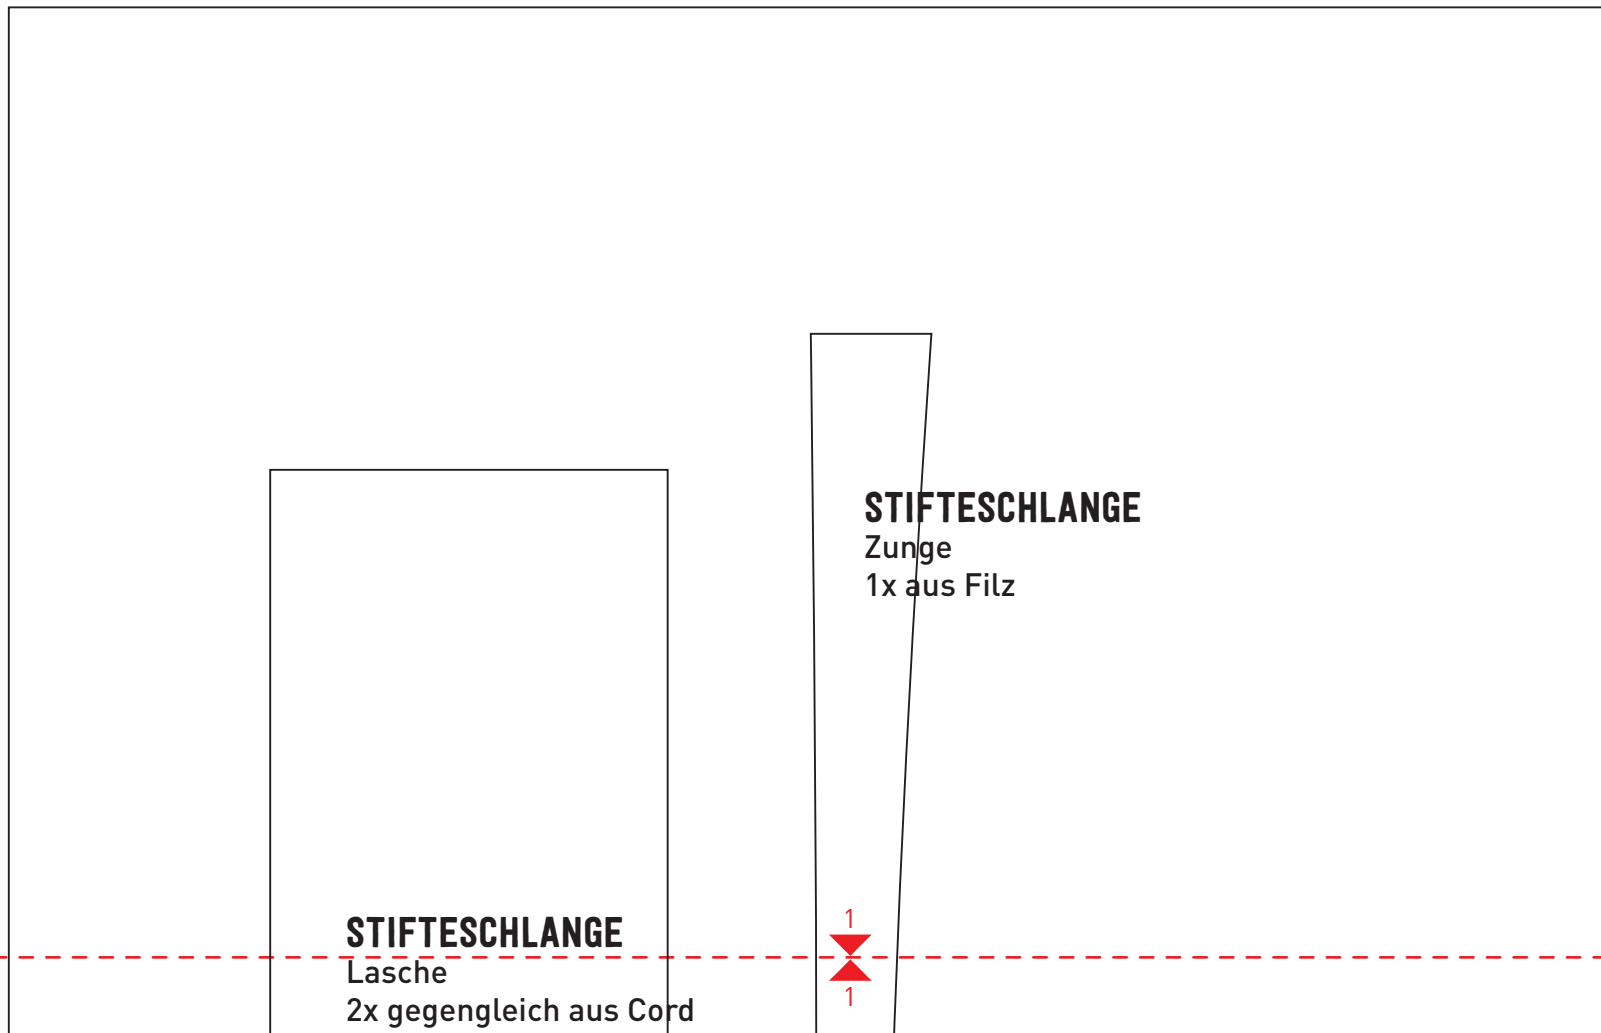 STIFTESCHLANGE
Zunge
1x aus Filz
STIFTESCHLANGE
Lasche
2x gegengleich aus Cord
1
1